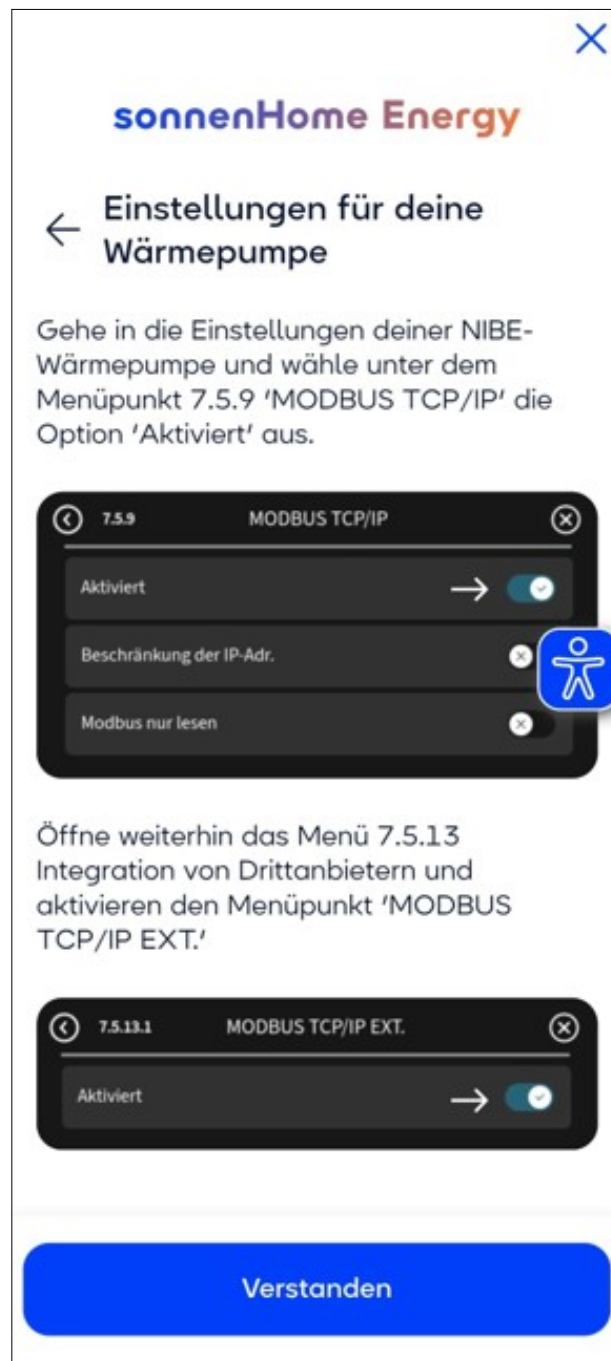 sonnenHome Energy
Einstellungen für deine
Wärmepumpe
Gehe in die Einstellungen deiner NIBE-
Wärmepumpe und wähle unter dem
Menüpunkt 7.5.9 'MODBUS TCP/IP' die
Option 'Aktiviert' aus.
7.5.9 MODBUS TCP/IP
Aktiviert
Beschränkung der IP-Adr.
Modbus nur lesen
Öffne weiterhin das Menü 7.5.13
Integration von Drittanbietern und
aktivieren den Menüpunkt 'MODBUS
TCP/IP EXT.'
7.5.13.1 MODBUS TCP/IP EXT.
Aktiviert
Verstanden